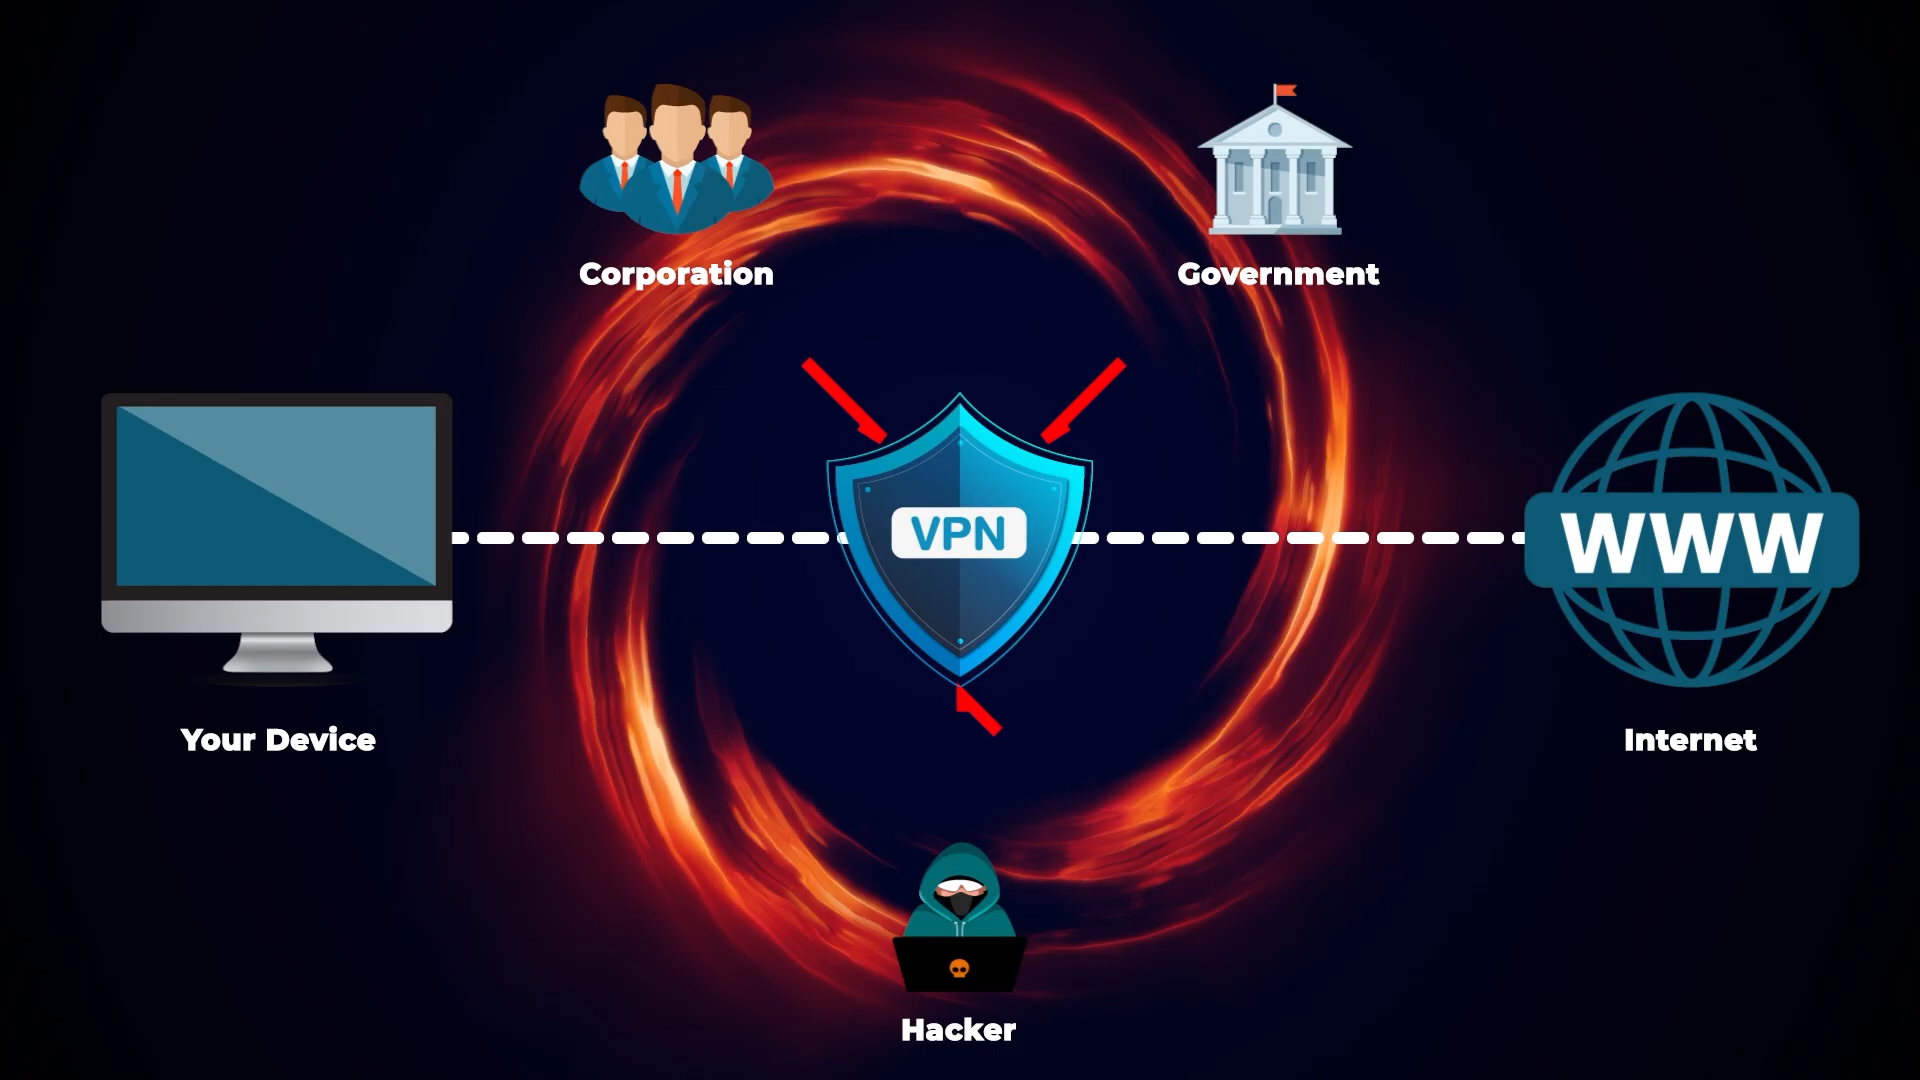 Corporation
Government
VPN
WWW
Your Device
Internet
Hacker